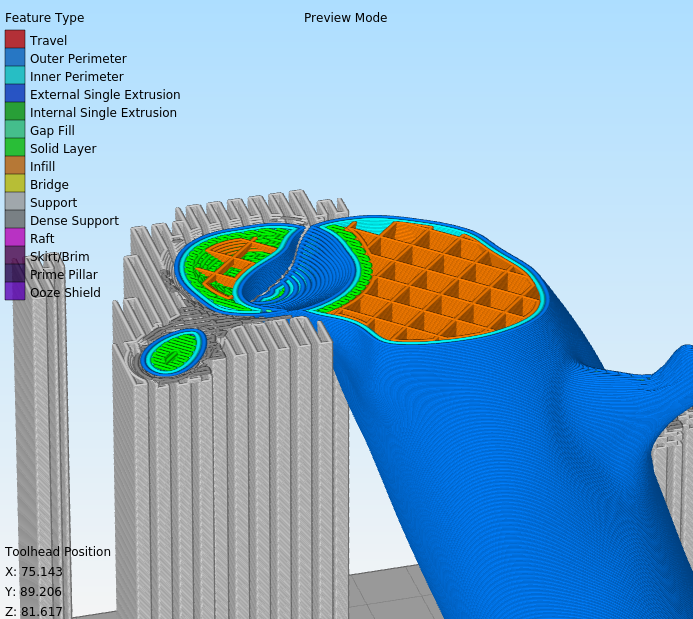 Feature Type
Preview Mode
Travel
Outer Perimeter
Inner Perimeter
External Single Extrusion
Internal Single Extrusion
Gap Fill
Solid Layer
Infill
Bridge
Support
Dense Support
Raft
Skirt/Brim
Prime Pillar
Ooze Shield
Toolhead Position
X: 75.143
Y: 89.206
Z: 81.617